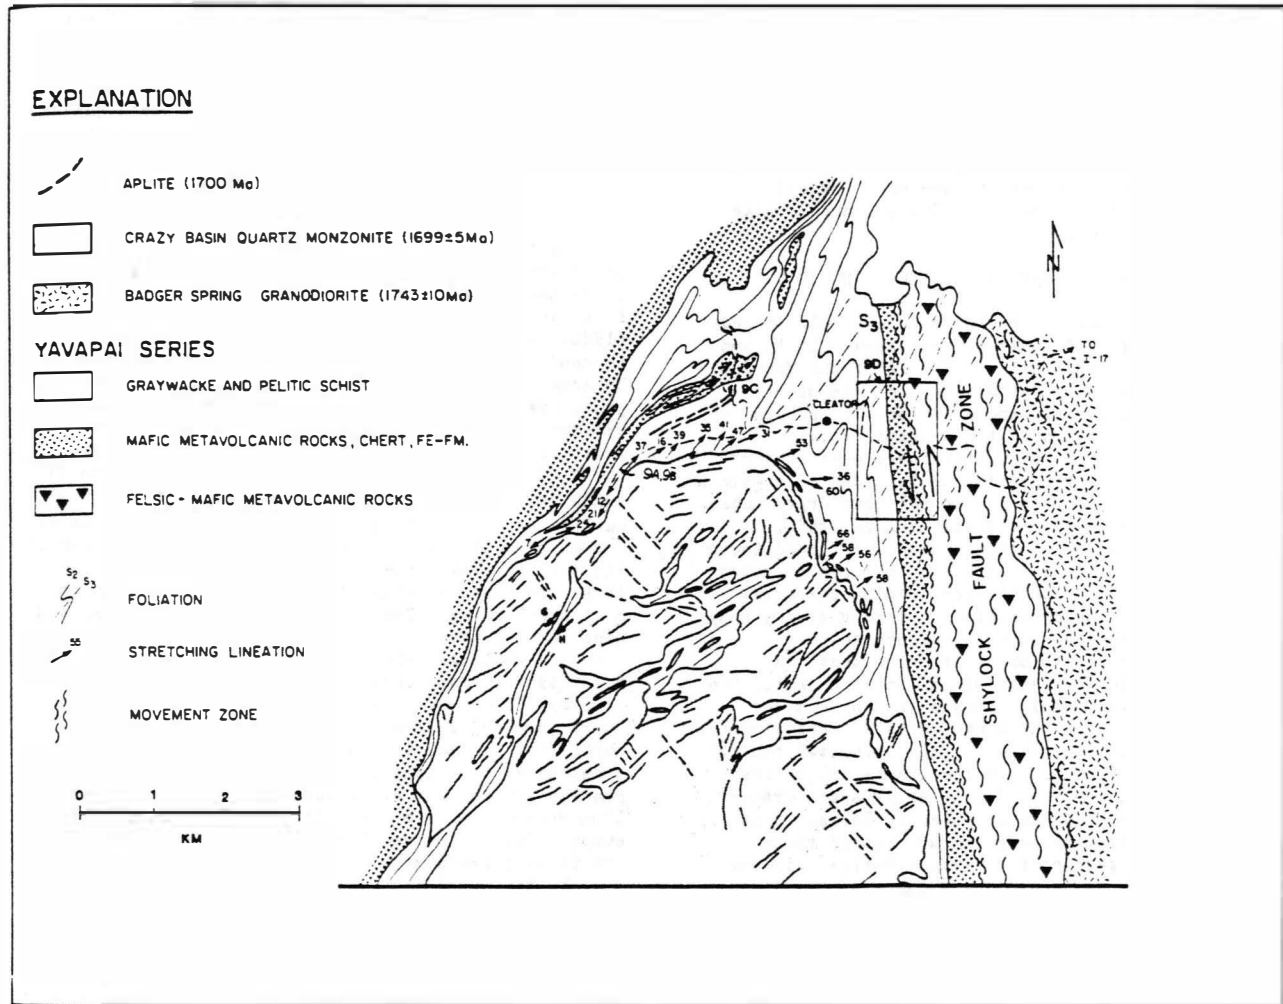 EXPLANATION
APLITE (1700 Ma)
CRAZY BASIN QUARTZ MONZONITE (1699±5Ma)
BADGER SPRING GRANODIORITE (1743±10Ma)
YAVAPAI SERIES
GRAYWACKE AND PELITIC SCHIST
MAFIC METAVOLCANIC ROCKS, CHERT, FE-FM.
FELSIC-MAFIC METAVOLCANIC ROCKS
S2 S3
FOLIATION
55
STRETCHING LINEATION
MOVEMENT ZONE
0 1 2 3
KM
N
S3
TO
I-17
9D
9C
CLEATOR
SHYLOCK FAULT ZONE
37
16
39
35
41
47
31
53
9A,9B
36
60
12
21
24
66
58
56
58
6
H